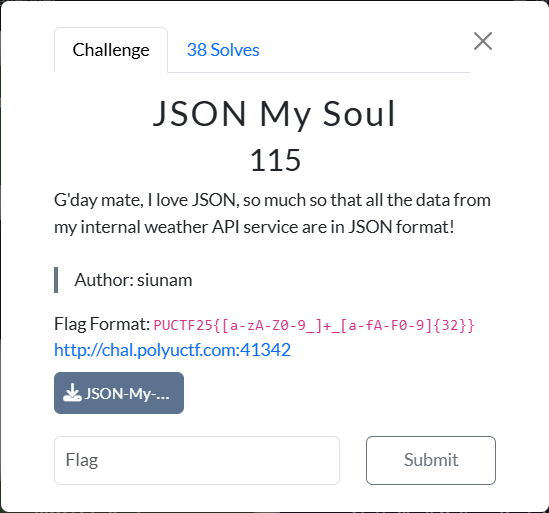 Challenge
38 Solves
JSON My Soul
115
G'day mate, I love JSON, so much so that all the data from
my internal weather API service are in JSON format!
Author: siunam
Flag Format: PUCTF25{[a-zA-Z0-9_]+_[a-fA-F0-9]{32}}
http://chal.polyuctf.com:41342
JSON-My-...
Flag
Submit